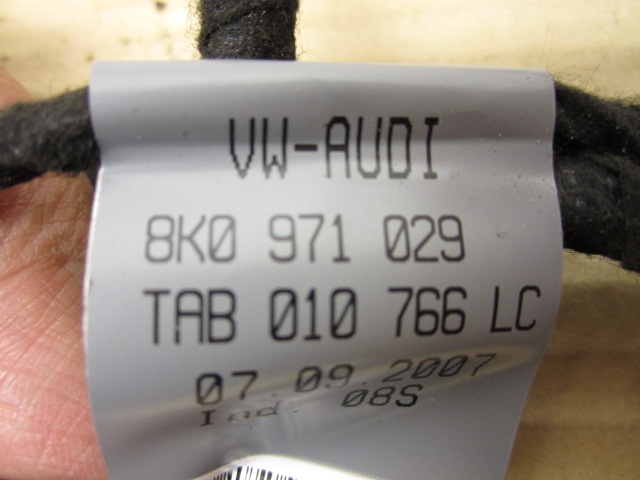 VW-AUDI
8K0 971 029
TAB 010 766 LC
07.09.2007
Ind. 08S